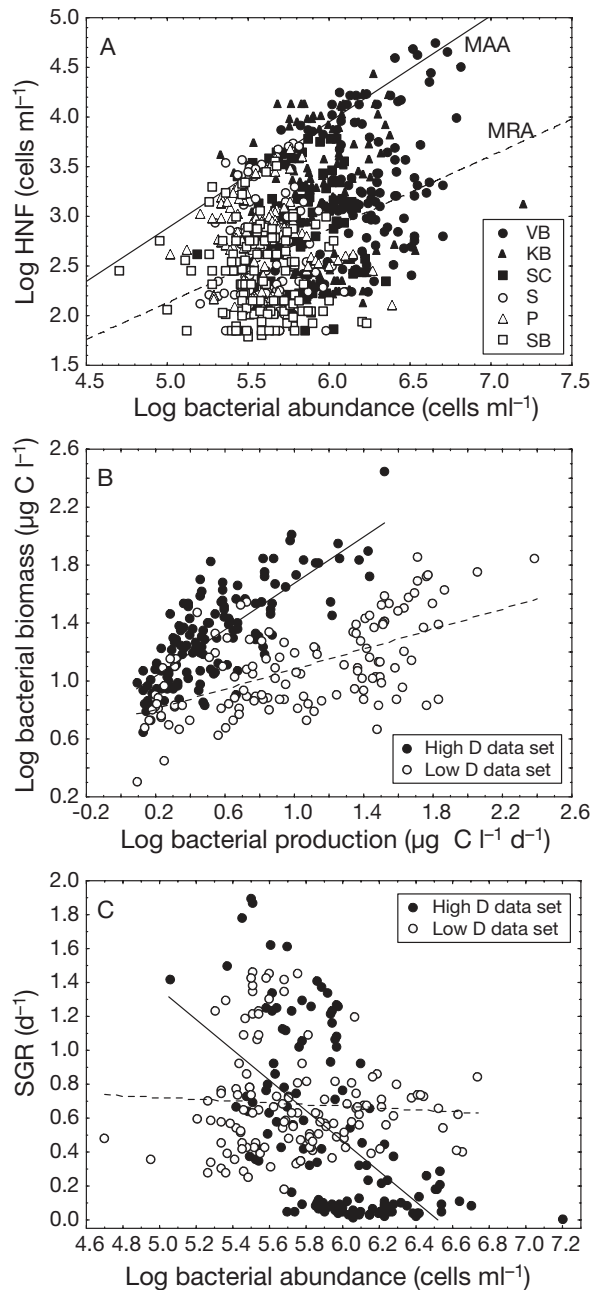 A
Log HNF (cells ml⁻¹)
5.0
4.5
4.0
3.5
3.0
2.5
2.0
1.5
MAA
MRA
VB
KB
SC
S
P
SB
4.5 5.0 5.5 6.0 6.5 7.0 7.5
Log bacterial abundance (cells ml⁻¹)
B
Log bacterial biomass (µg C l⁻¹)
2.6
2.2
1.8
1.4
1.0
0.6
0.2
High D data set
Low D data set
-0.2 0.2 0.6 1.0 1.4 1.8 2.2 2.6
Log bacterial production (µg C l⁻¹ d⁻¹)
C
SGR (d⁻¹)
2.0
1.8
1.6
1.4
1.2
1.0
0.8
0.6
0.4
0.2
0.0
High D data set
Low D data set
4.6 4.8 5.0 5.2 5.4 5.6 5.8 6.0 6.2 6.4 6.6 6.8 7.0 7.2
Log bacterial abundance (cells ml⁻¹)